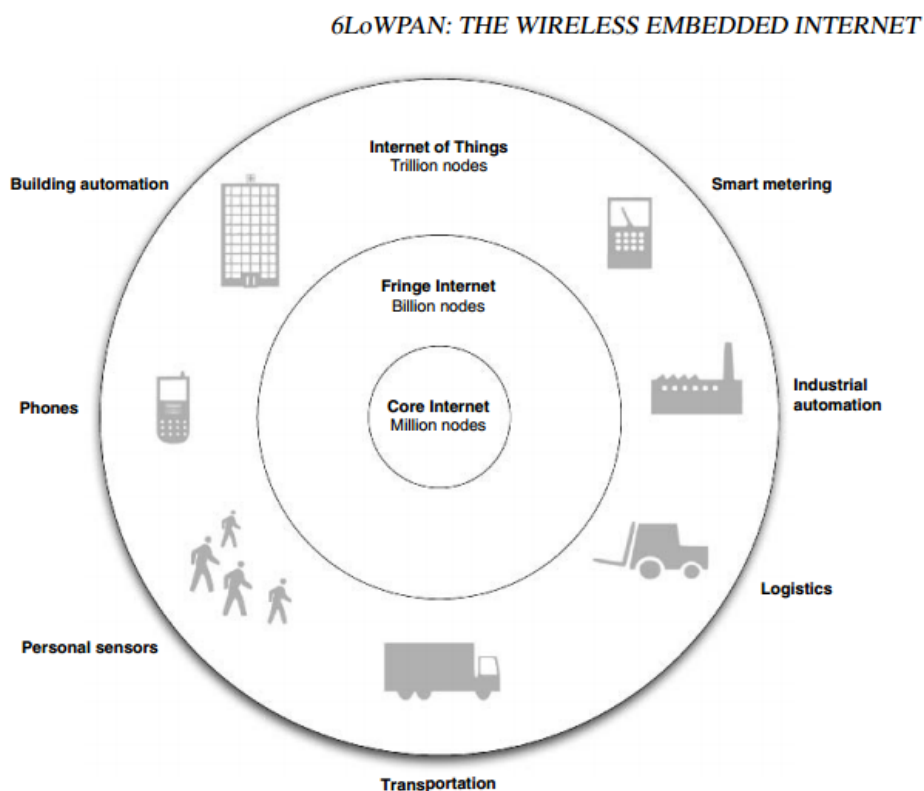 6LoWPAN: THE WIRELESS EMBEDDED INTERNET
Internet of Things
Trillion nodes
Building automation
Smart metering
Fringe Internet
Billion nodes
Core Internet
Million nodes
Phones
Industrial
automation
Logistics
Personal sensors
Transportation